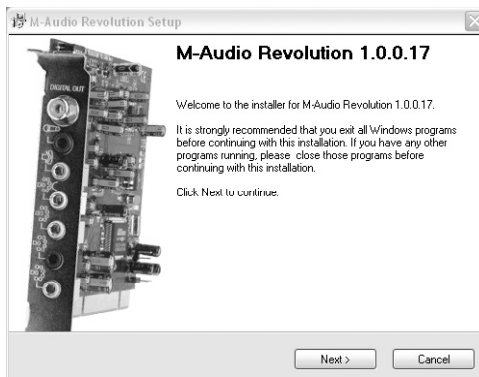 M-Audio Revolution Setup
M-Audio Revolution 1.0.0.17
DIGITAL OUT
Welcome to the installer for M-Audio Revolution 1.0.0.17.
It is strongly recommended that you exit all Windows programs
before continuing with this installation. If you have any other
programs running, please close those programs before
continuing with this installation.
Click Next to continue.
Next >
Cancel